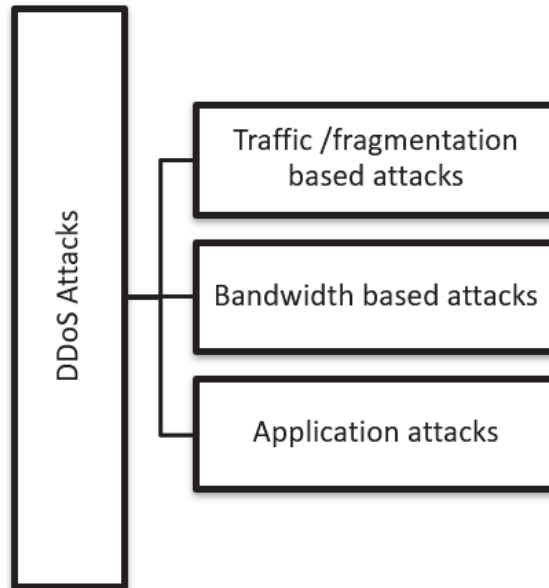 DDoS Attacks
Traffic /fragmentation
based attacks
Bandwidth based attacks
Application attacks